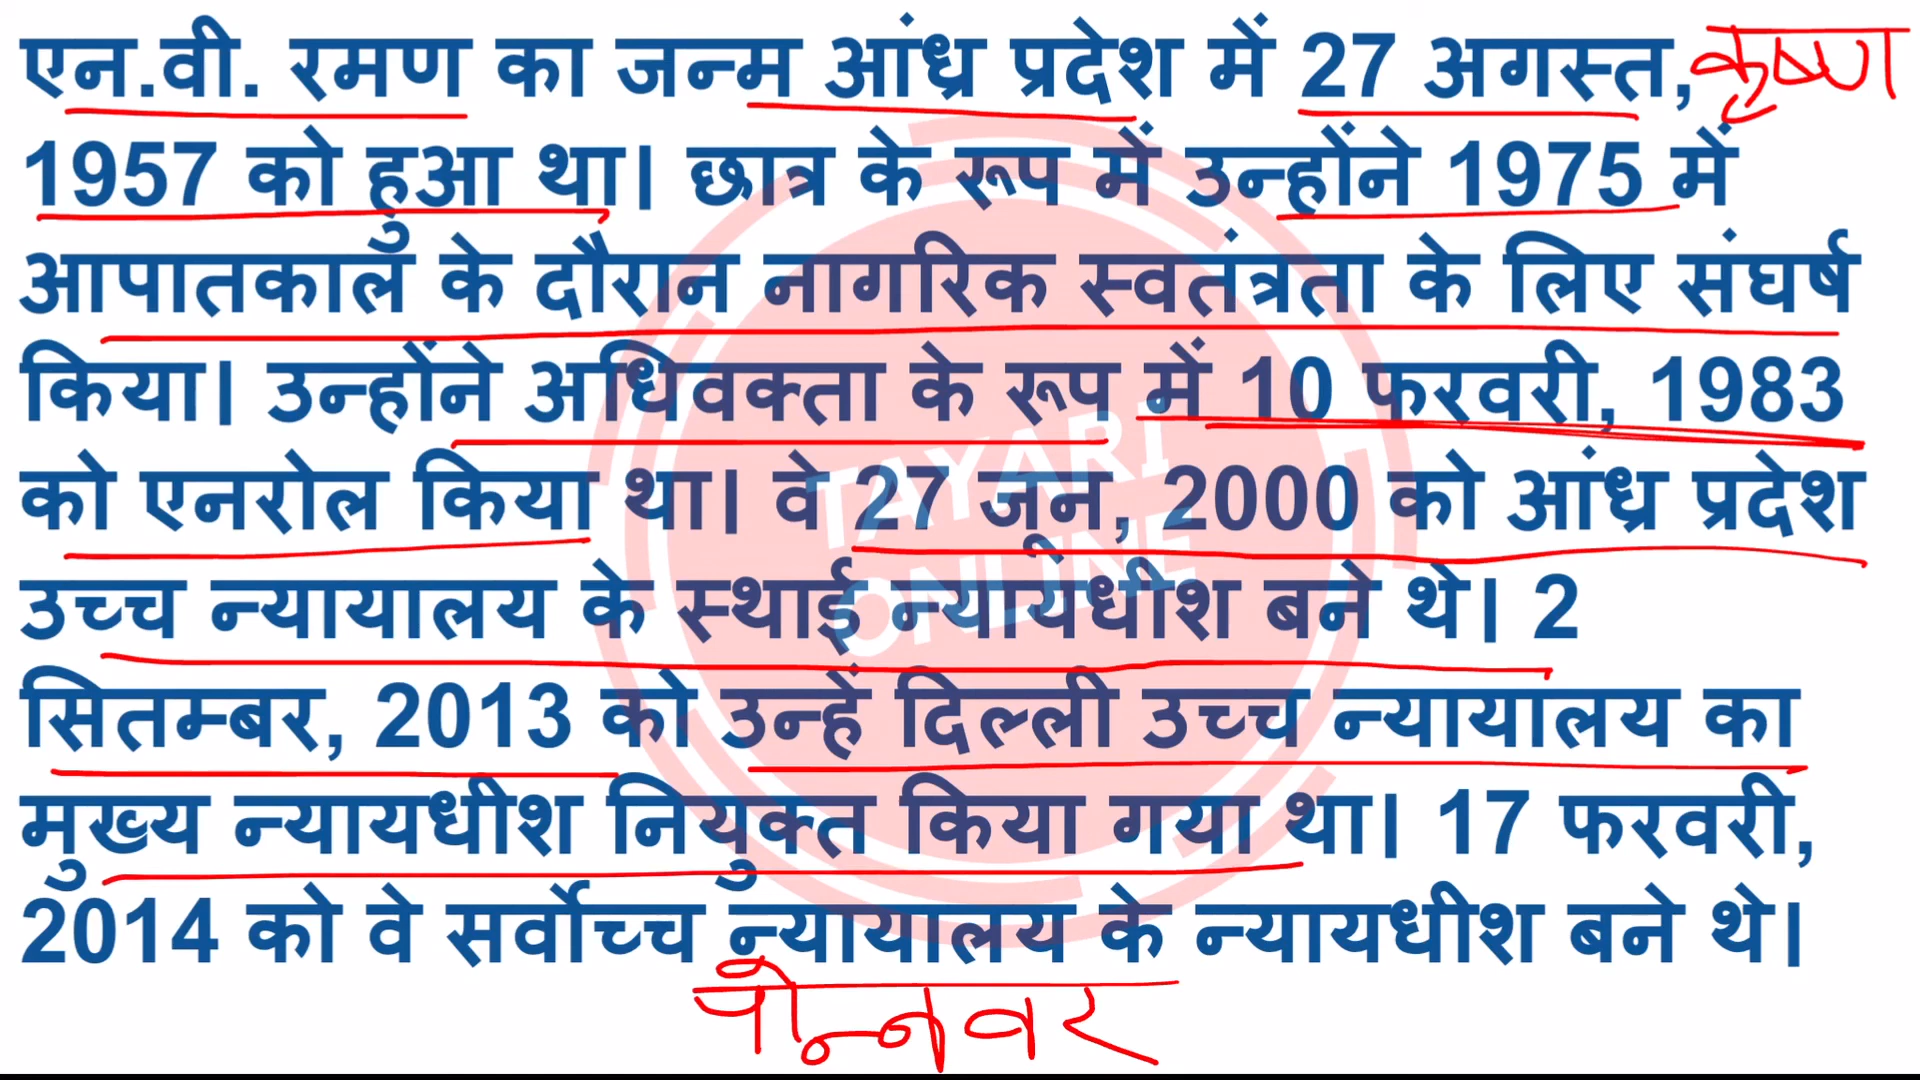 एन.वी. रमण का जन्म आंध्र प्रदेश में 27 अगस्त, कृष्ण
1957 को हुआ था। छात्र के रूप में उन्होंने 1975 में
आपातकाल के दौरान नागरिक स्वतंत्रता के लिए संघर्ष
किया। उन्होंने अधिवक्ता के रूप में 10 फरवरी, 1983
को एनरोल किया था। वे 27 जून, 2000 को आंध्र प्रदेश
उच्च न्यायालय के स्थाई न्यायेधीश बने थे। 2
सितम्बर, 2013 को उन्हें दिल्ली उच्च न्यायालय का
मुख्य न्यायधीश नियुक्त किया गया था। 17 फरवरी,
2014 को वे सर्वोच्च न्यायालय के न्यायधीश बने थे।
TAYARI
ONLINE